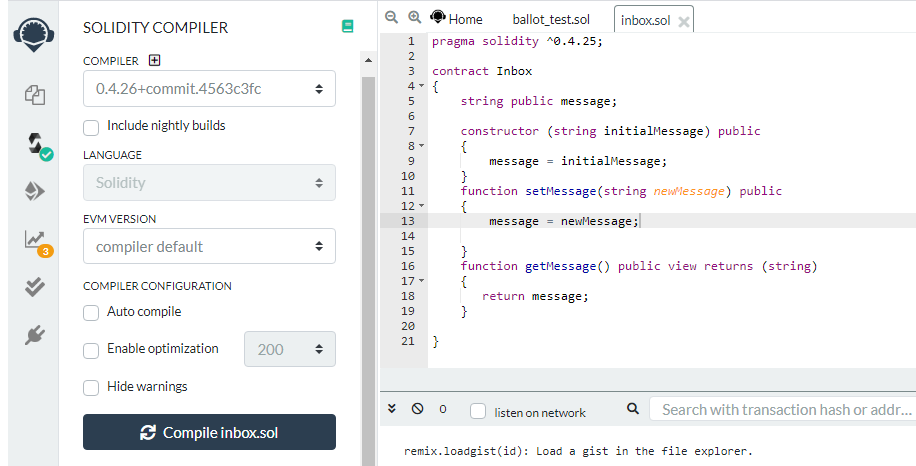 SOLIDITY COMPILER
COMPILER
0.4.26+commit.4563c3fc
Include nightly builds
LANGUAGE
Solidity
EVM VERSION
compiler default
COMPILER CONFIGURATION
Auto compile
Enable optimization 200
Hide warnings
Compile inbox.sol
3
Home ballot_test.sol inbox.sol
1 pragma solidity ^0.4.25;
2
3 contract Inbox
4 {
5 string public message;
6
7 constructor (string initialMessage) public
8 {
9 message = initialMessage;
10 }
11 function setMessage(string newMessage) public
12 {
13 message = newMessage;
14
15 }
16 function getMessage() public view returns (string)
17 {
18 return message;
19 }
20
21 }
0 listen on network Search with transaction hash or addr...
remix.loadgist(id): Load a gist in the file explorer.